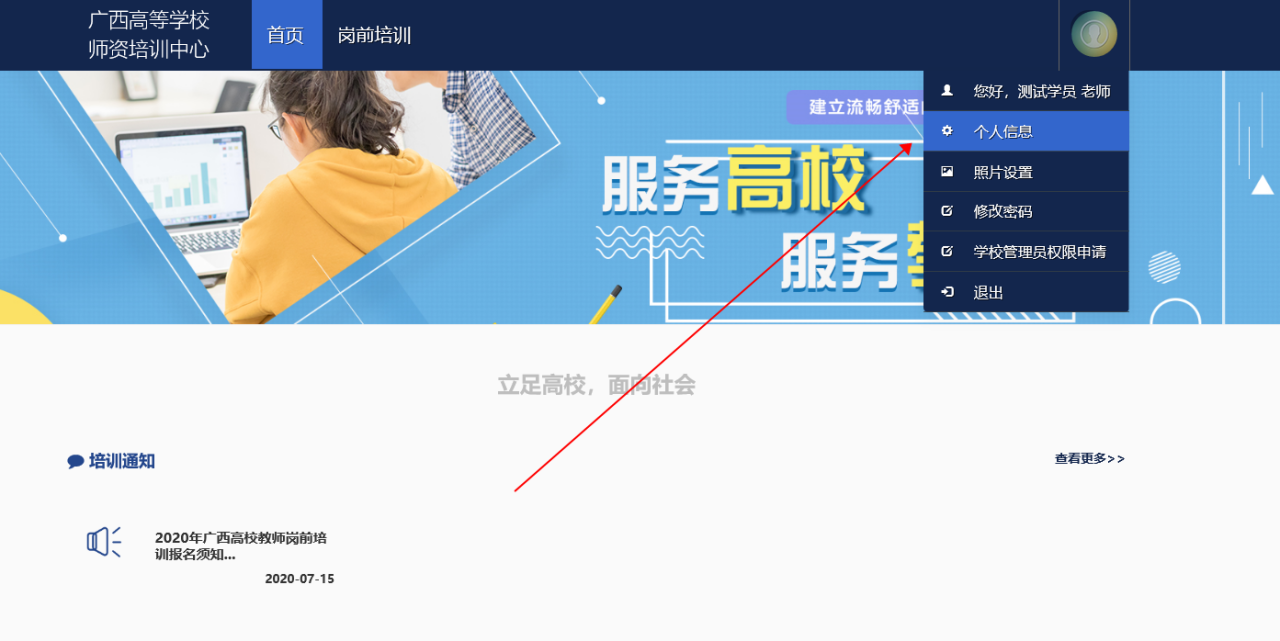 广西高等学校
师资培训中心
首页
岗前培训
您好，测试学员 老师
个人信息
照片设置
修改密码
学校管理员权限申请
退出
建立流畅舒适
服务高校
服务
立足高校，面向社会
培训通知
查看更多>>
2020年广西高校教师岗前培
训报名须知...
2020-07-15